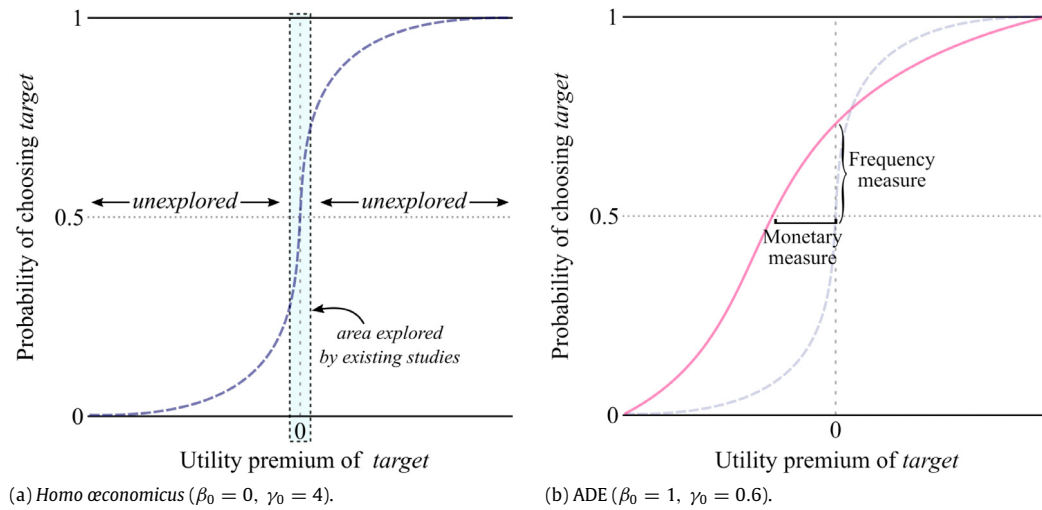 1
Probability of choosing target
unexplored
unexplored
0.5
area explored
by existing studies
0
0
Utility premium of target
(a) Homo œconomicus (β₀ = 0, γ₀ = 4).
1
Probability of choosing target
Frequency
measure
0.5
Monetary
measure
0
0
Utility premium of target
(b) ADE (β₀ = 1, γ₀ = 0.6).